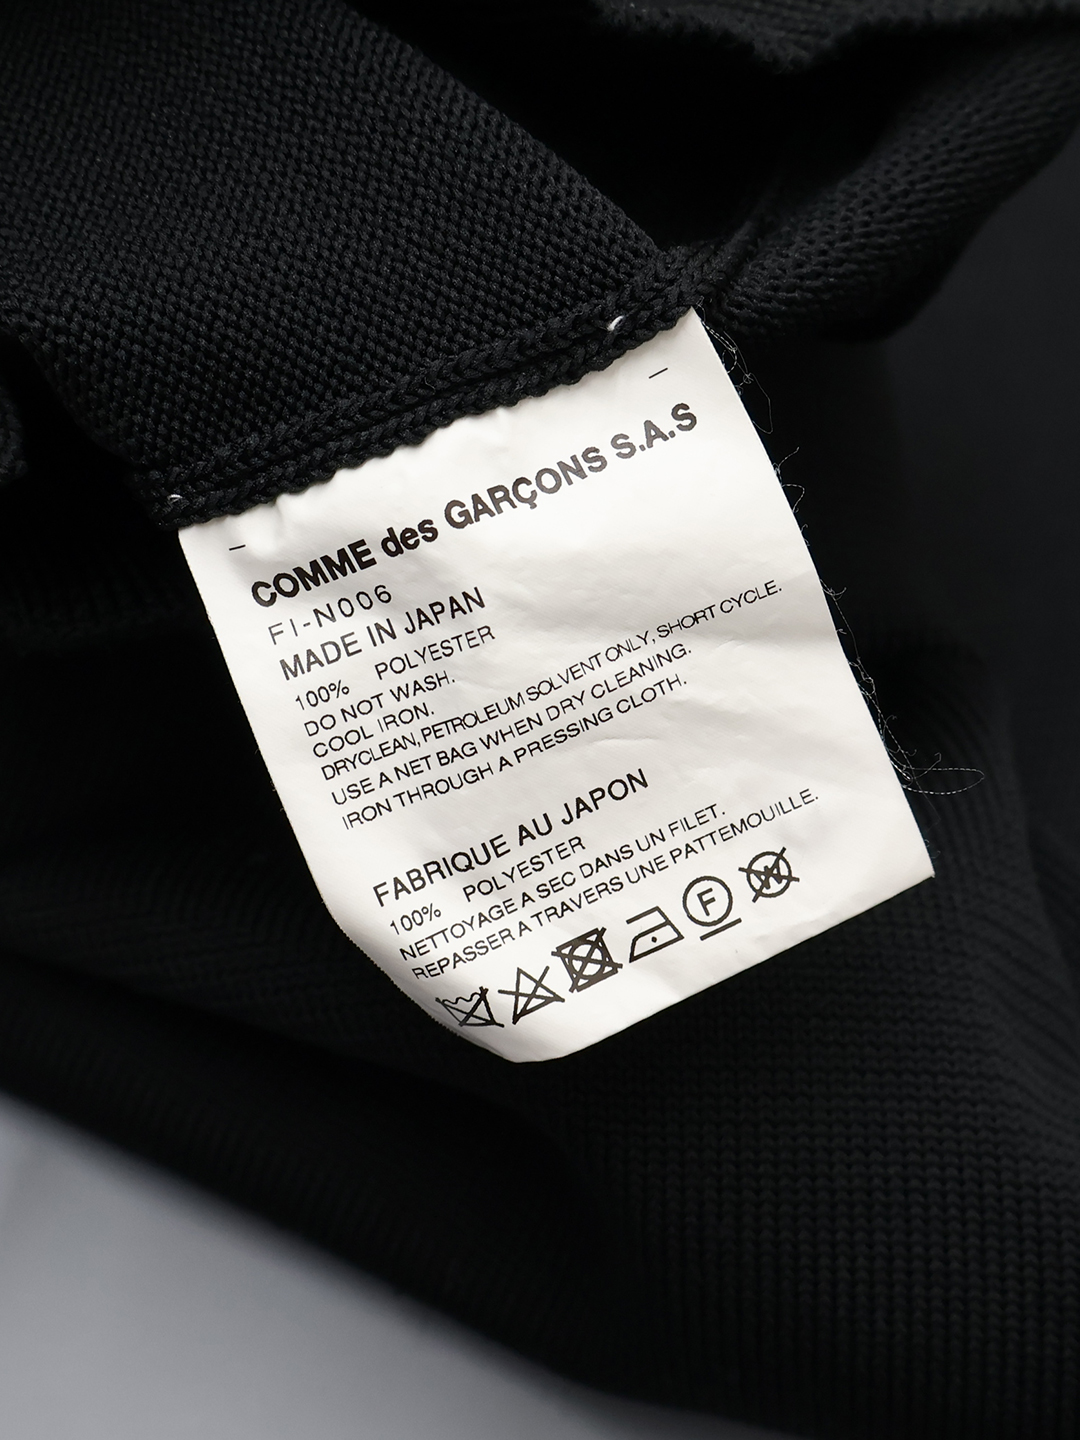 COMME des GARÇONS S.A.S
FI-N006
MADE IN JAPAN
100% POLYESTER
DO NOT WASH.
COOL IRON.
DRYCLEAN, PETROLEUM SOLVENT ONLY, SHORT CYCLE.
USE A NET BAG WHEN DRY CLEANING.
IRON THROUGH A PRESSING CLOTH.
FABRIQUE AU JAPON
100% POLYESTER
NETTOYAGE A SEC DANS UN FILET.
REPASSER A TRAVERS UNE PATTEMOUILLE.
F W